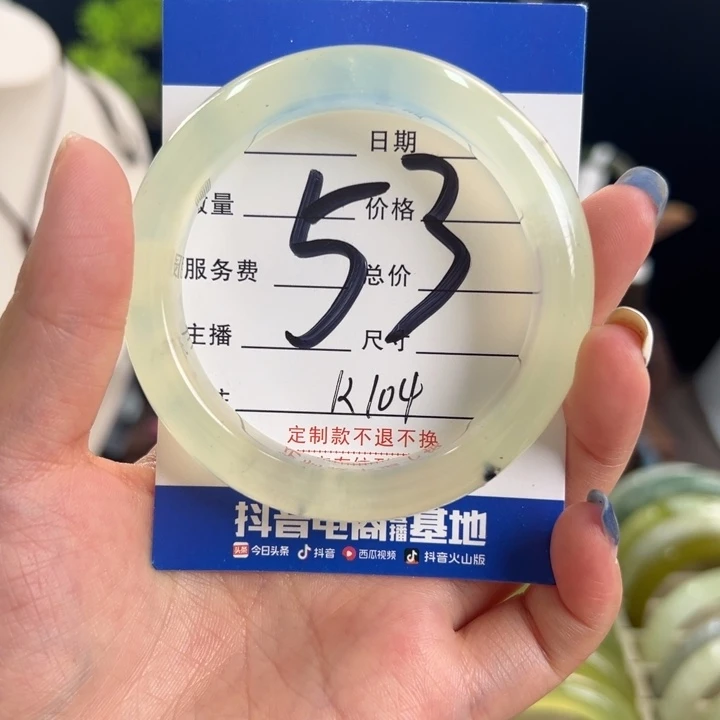 日期
量 价格
服务费 总价
主播 尺寸
53
K104
定制款不退不换
抖音电商直播基地
头条 今日头条 抖音 西瓜视频 抖音火山版